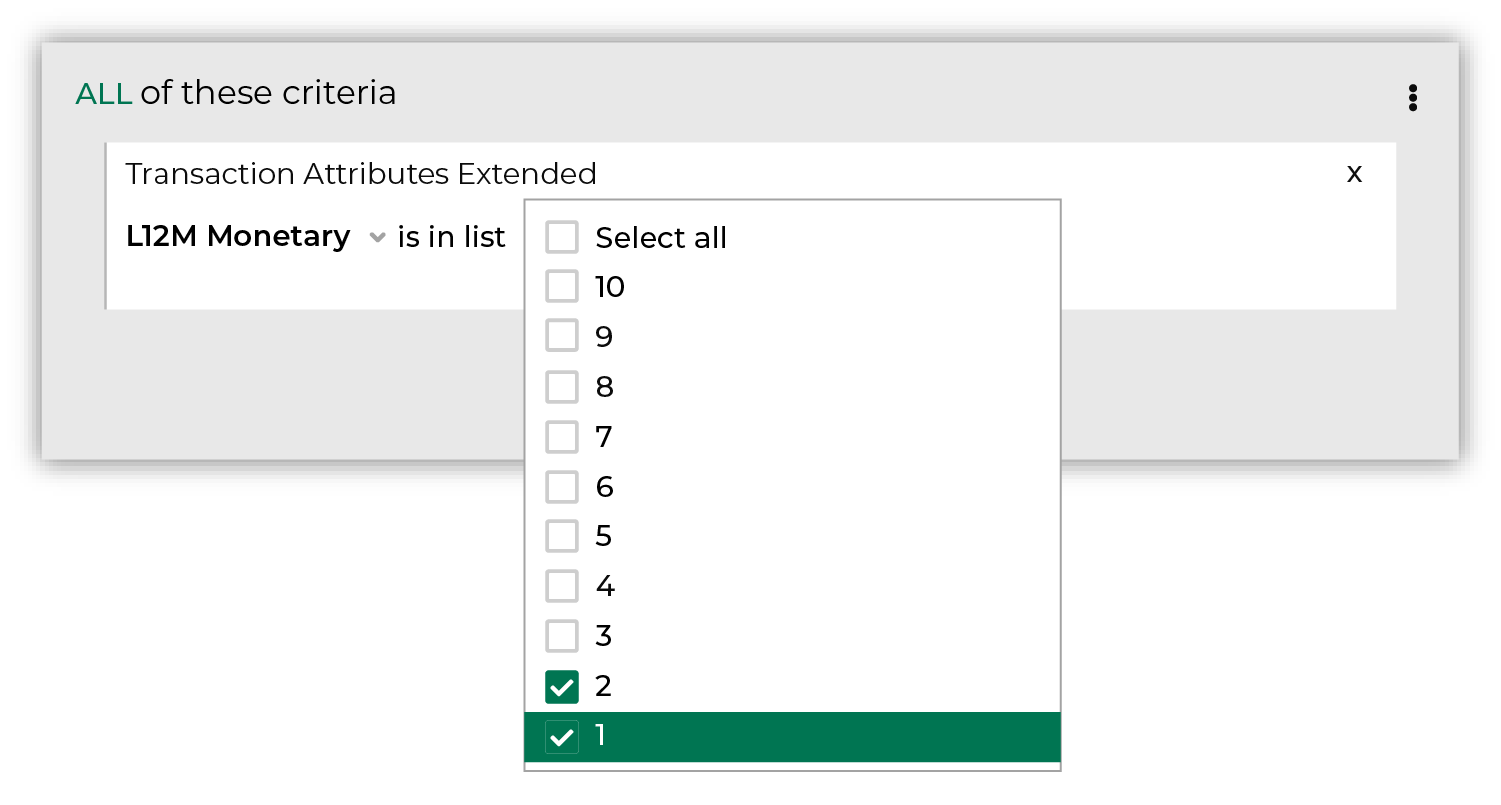 ALL of these criteria
Transaction Attributes Extended
x
L12M Monetary is in list
Select all
10
9
8
7
6
5
4
3
2
1